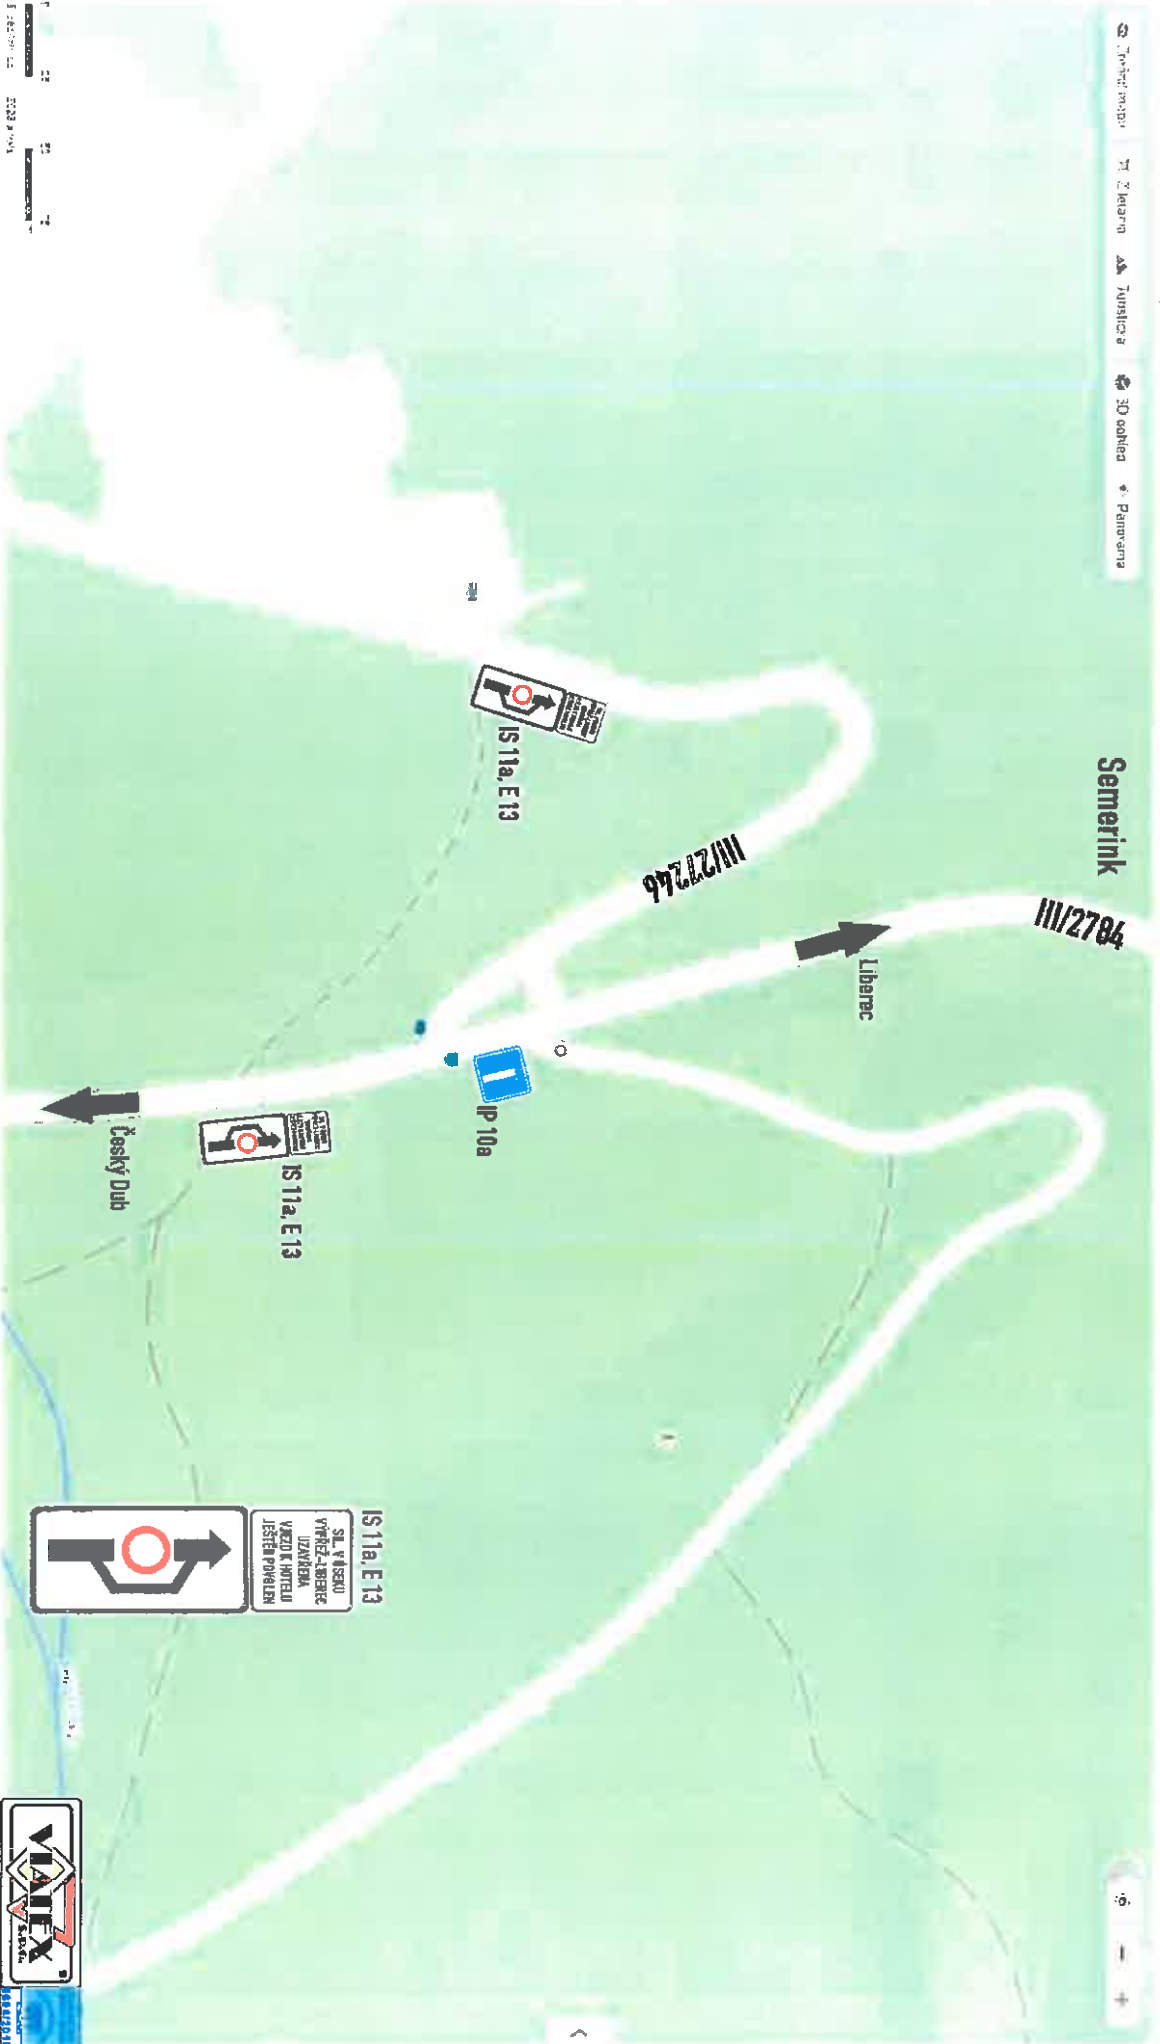 Turistická
3D pohled
Panorama
Semerink
III/2784
Liberec
III/27246
IS 11a, E 13
IP 10a
IS 11a, E 13
Český Dub
IS 11a, E 13
SIL. V ÚSEKU
VÝPŘEŽ-LIBEREC
UZAVŘENA
VJEZD K HOTELU
JEŠTĚD POVOLEN
VIATEX
s.r.o.